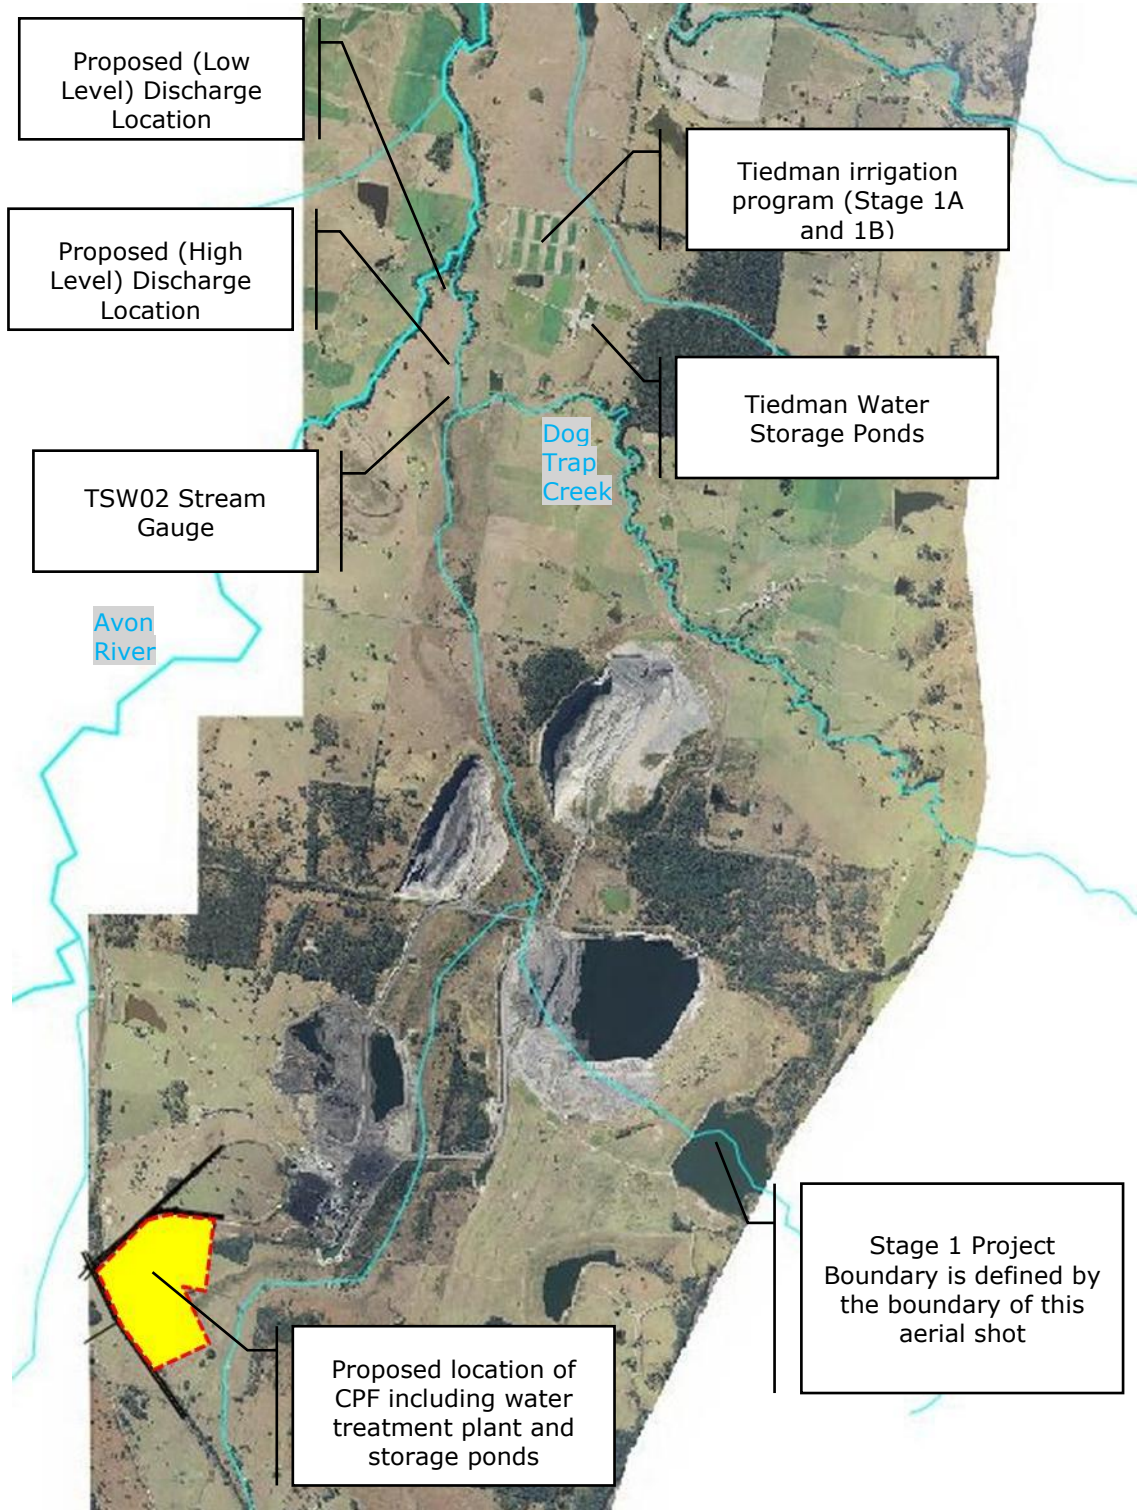 Proposed (Low
Level) Discharge
Location
Tiedman irrigation
program (Stage 1A
and 1B)
Proposed (High
Level) Discharge
Location
Tiedman Water
Storage Ponds
Dog
Trap
Creek
TSW02 Stream
Gauge
Avon
River
Stage 1 Project
Boundary is defined by
the boundary of this
aerial shot
Proposed location of
CPF including water
treatment plant and
storage ponds